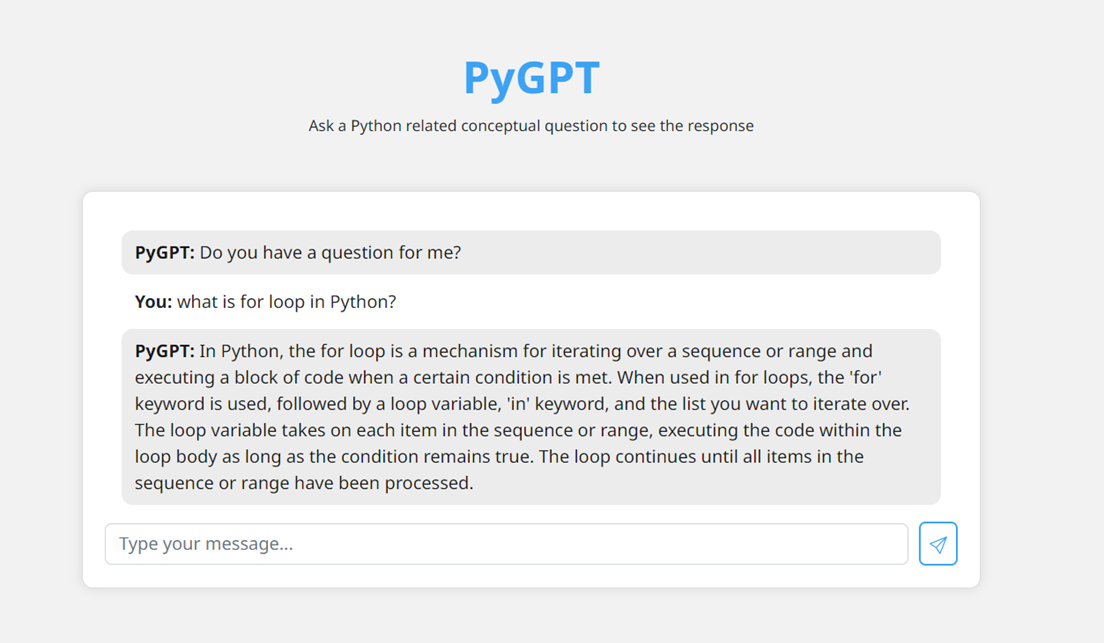 PyGPT
Ask a Python related conceptual question to see the response
PyGPT: Do you have a question for me?
You: what is for loop in Python?
PyGPT: In Python, the for loop is a mechanism for iterating over a sequence or range and
executing a block of code when a certain condition is met. When used in for loops, the 'for'
keyword is used, followed by a loop variable, 'in' keyword, and the list you want to iterate over.
The loop variable takes on each item in the sequence or range, executing the code within the
loop body as long as the condition remains true. The loop continues until all items in the
sequence or range have been processed.
Type your message...